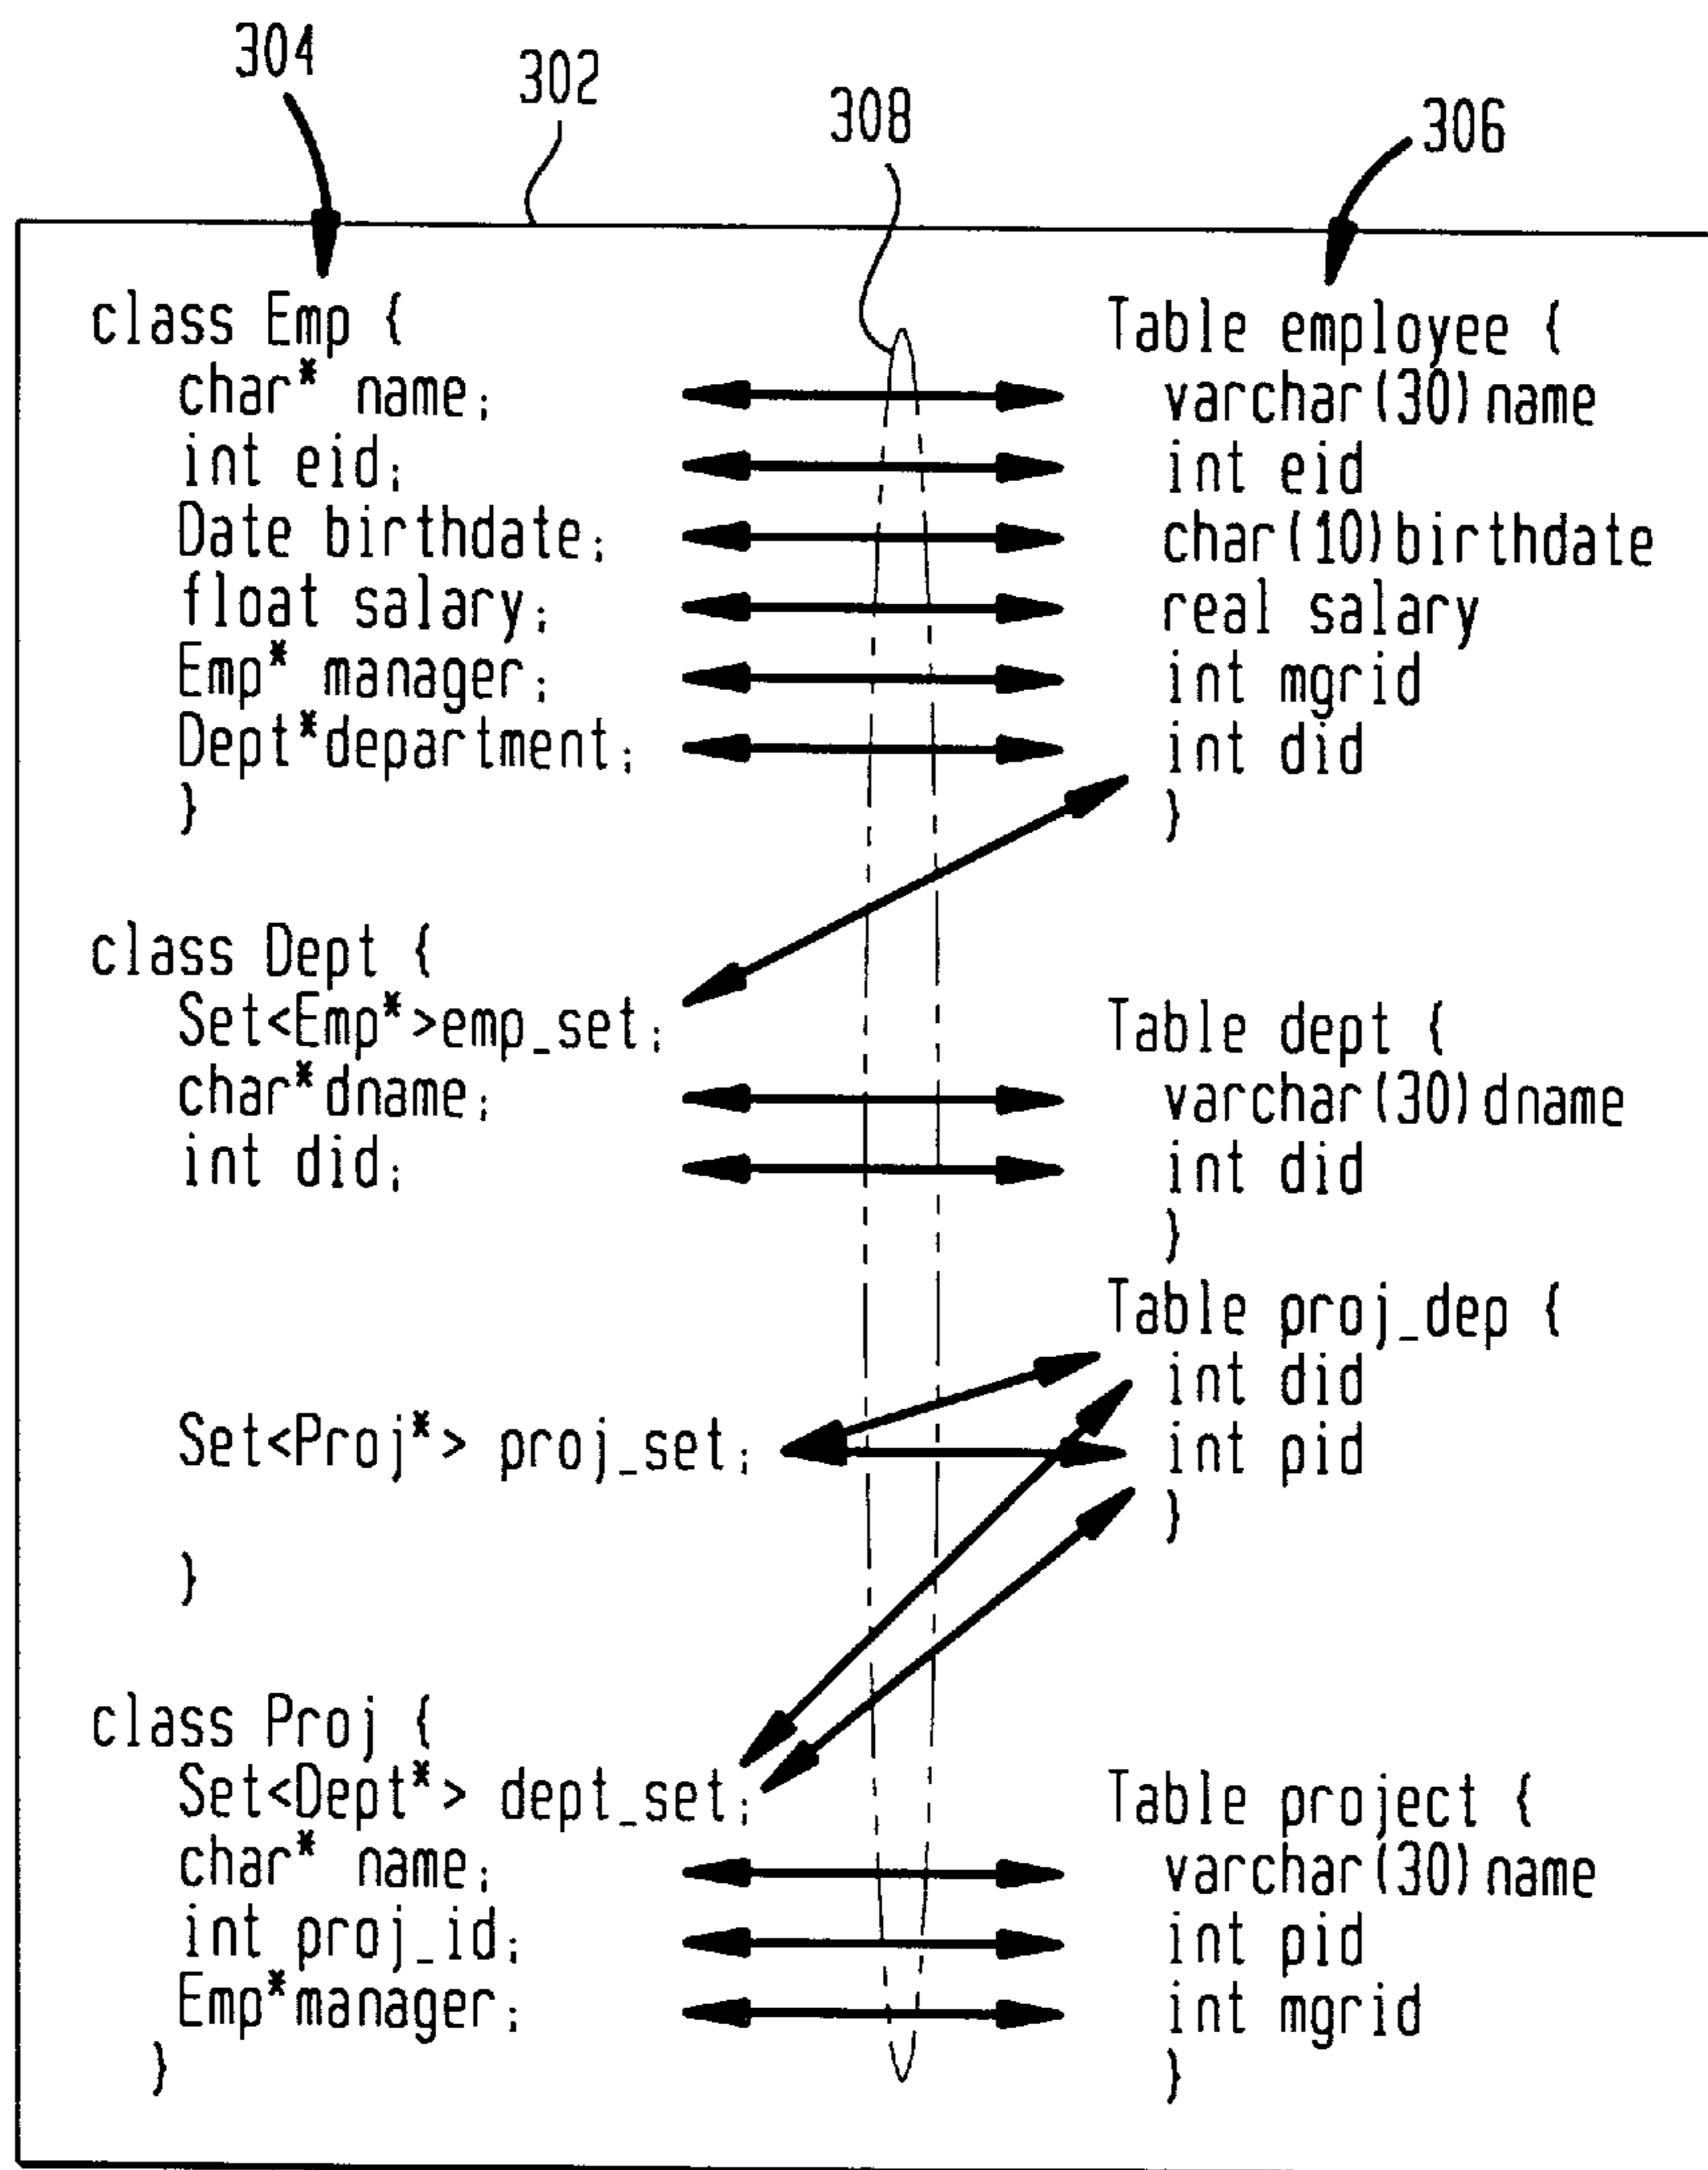 304
302
308
306
class Emp {
char* name;
int eid;
Date birthdate;
float salary;
Emp* manager;
Dept*department;
}
class Dept {
Set<Emp*>emp_set;
char*dname;
int did;
Set<Proj*> proj_set;
}
class Proj {
Set<Dept*> dept_set;
char* name;
int proj_id;
Emp*manager;
}
Table employee {
varchar(30)name
int eid
char(10)birthdate
real salary
int mgrid
int did
}
Table dept {
varchar(30)dname
int did
}
Table proj_dep {
int did
int pid
}
Table project {
varchar(30)name
int pid
int mgrid
}